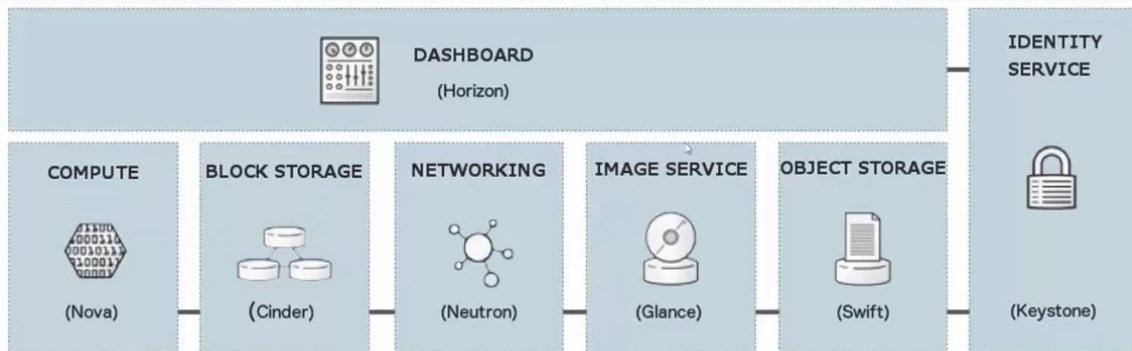 DASHBOARD
(Horizon)
IDENTITY
SERVICE
(Keystone)
COMPUTE
(Nova)
BLOCK STORAGE
(Cinder)
NETWORKING
(Neutron)
IMAGE SERVICE
(Glance)
OBJECT STORAGE
(Swift)